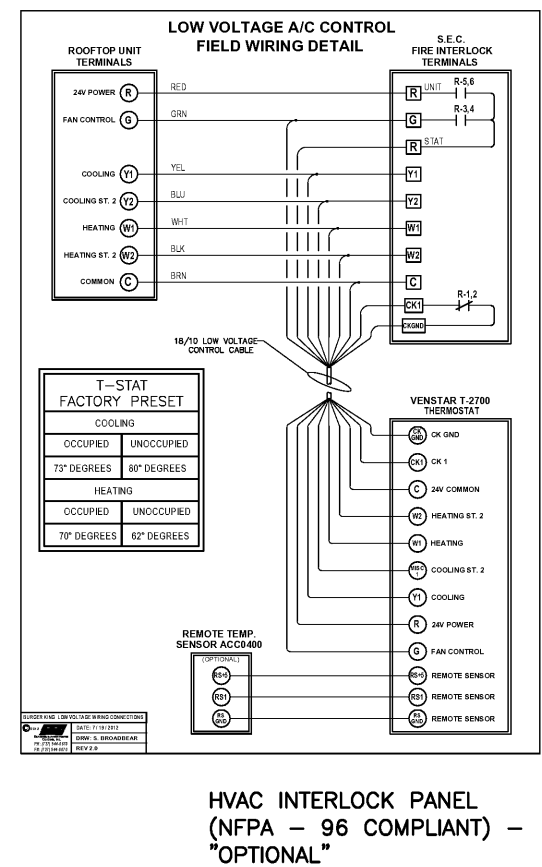 LOW VOLTAGE A/C CONTROL
FIELD WIRING DETAIL
ROOFTOP UNIT
TERMINALS
S.E.C.
FIRE INTERLOCK
TERMINALS
24V POWER R RED R UNIT R-5,6
FAN CONTROL G GRN G R-3,4
R STAT
COOLING Y1 YEL Y1
COOLING ST. 2 Y2 BLU Y2
HEATING W1 WHT W1
HEATING ST. 2 W2 BLK W2
COMMON C BRN C
CK1 R-1,2
CKGND
18/10 LOW VOLTAGE
CONTROL CABLE
T-STAT
FACTORY PRESET
COOLING
OCCUPIED UNOCCUPIED
73° DEGREES 80° DEGREES
HEATING
OCCUPIED UNOCCUPIED
70° DEGREES 62° DEGREES
VENSTAR T-2700
THERMOSTAT
CK GND CK GND
CK1 CK 1
C 24V COMMON
W2 HEATING ST. 2
W1 HEATING
MISC 1 COOLING ST. 2
Y1 COOLING
R 24V POWER
G FAN CONTROL
RS+5 REMOTE SENSOR
RS1 REMOTE SENSOR
RS GND REMOTE SENSOR
REMOTE TEMP.
SENSOR ACC0400
(OPTIONAL)
RS+5
RS1
RS GND
BURGER KING LOW VOLTAGE WIRING CONNECTIONS
DATE: 7/19/2012
DRW: S. BROADBEAR
REV 2.0
HVAC INTERLOCK PANEL
(NFPA – 96 COMPLIANT) –
"OPTIONAL"